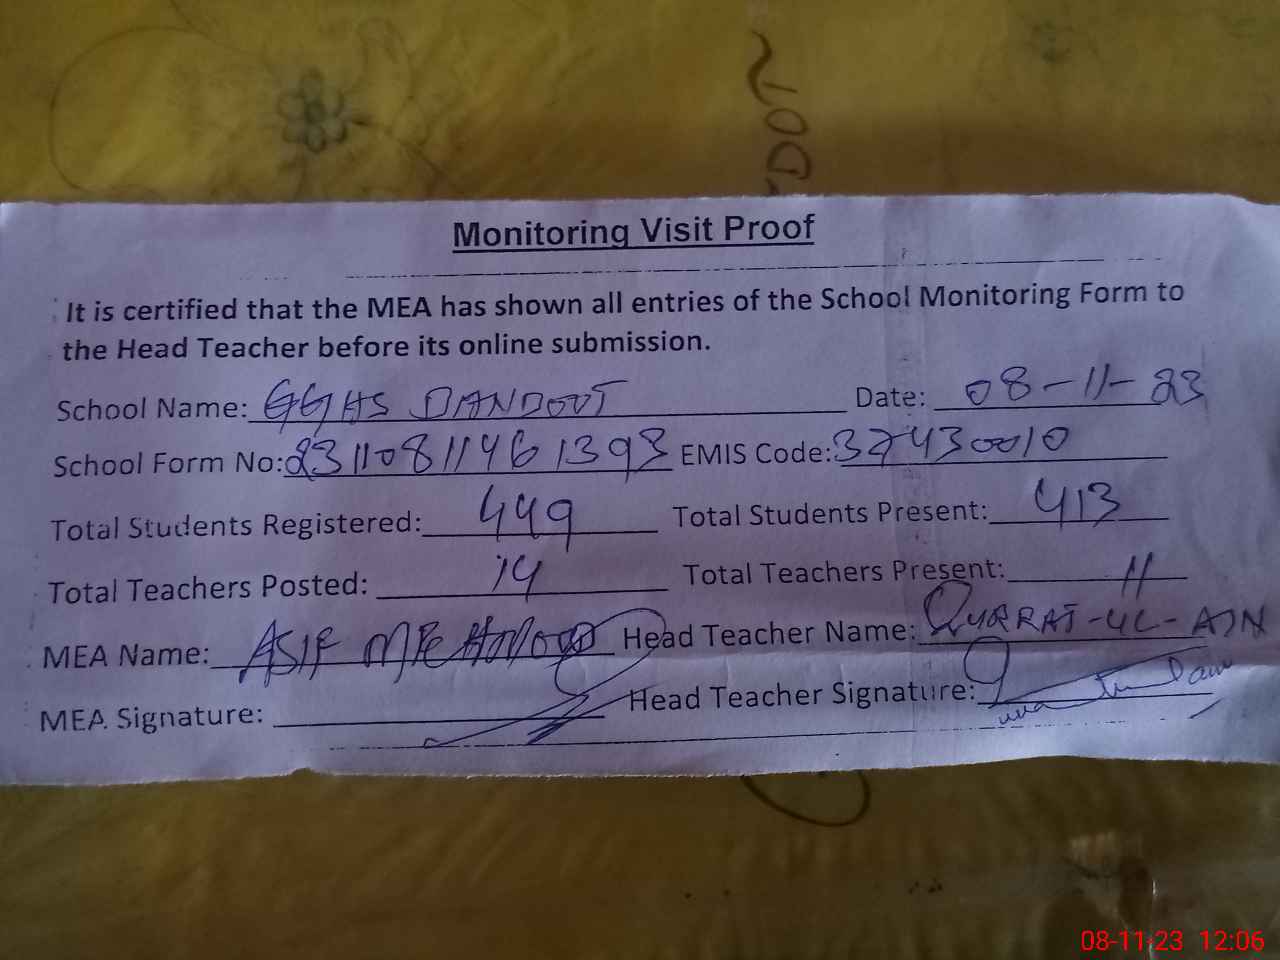 Monitoring Visit Proof
It is certified that the MEA has shown all entries of the School Monitoring Form to
the Head Teacher before its online submission.
School Name: GGHS DANDOOT Date: 08-11-23
School Form No: 23110811461393 EMIS Code: 37430010
Total Students Registered: 449 Total Students Present: 413
Total Teachers Posted: 14 Total Teachers Present: 11
MEA Name: ASIF MEHMOOD Head Teacher Name: QURRAT-UL-AIN
MEA Signature: Head Teacher Signature:
08-11-23 12:06